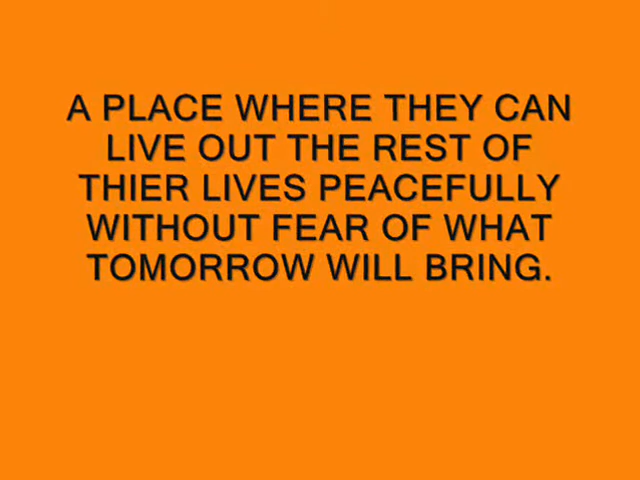 A PLACE WHERE THEY CAN
LIVE OUT THE REST OF
THIER LIVES PEACEFULLY
WITHOUT FEAR OF WHAT
TOMORROW WILL BRING.